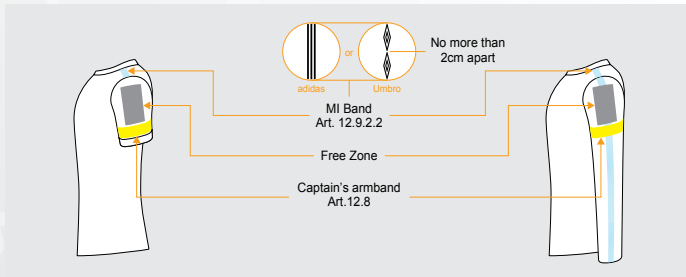 No more than
2cm apart
or
adidas
Umbro
MI Band
Art. 12.9.2.2
Free Zone
Captain’s armband
Art.12.8